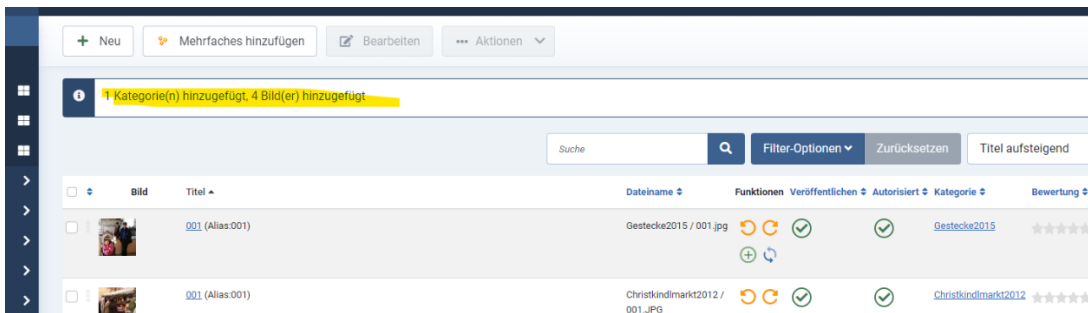 Neu Mehrfaches hinzufügen Bearbeiten Aktionen
1 Kategorie(n) hinzugefügt, 4 Bild(er) hinzugefügt
Suche Filter-Optionen Zurücksetzen Titel aufsteigend
Bild Titel Dateiname Funktionen Veröffentlichen Autorisiert Kategorie Bewertung
001 (Alias:001) Gestecke2015 / 001.jpg Gestecke2015
001 (Alias:001) Christkindlmarkt2012 / Christkindlmarkt2012
001.JPG